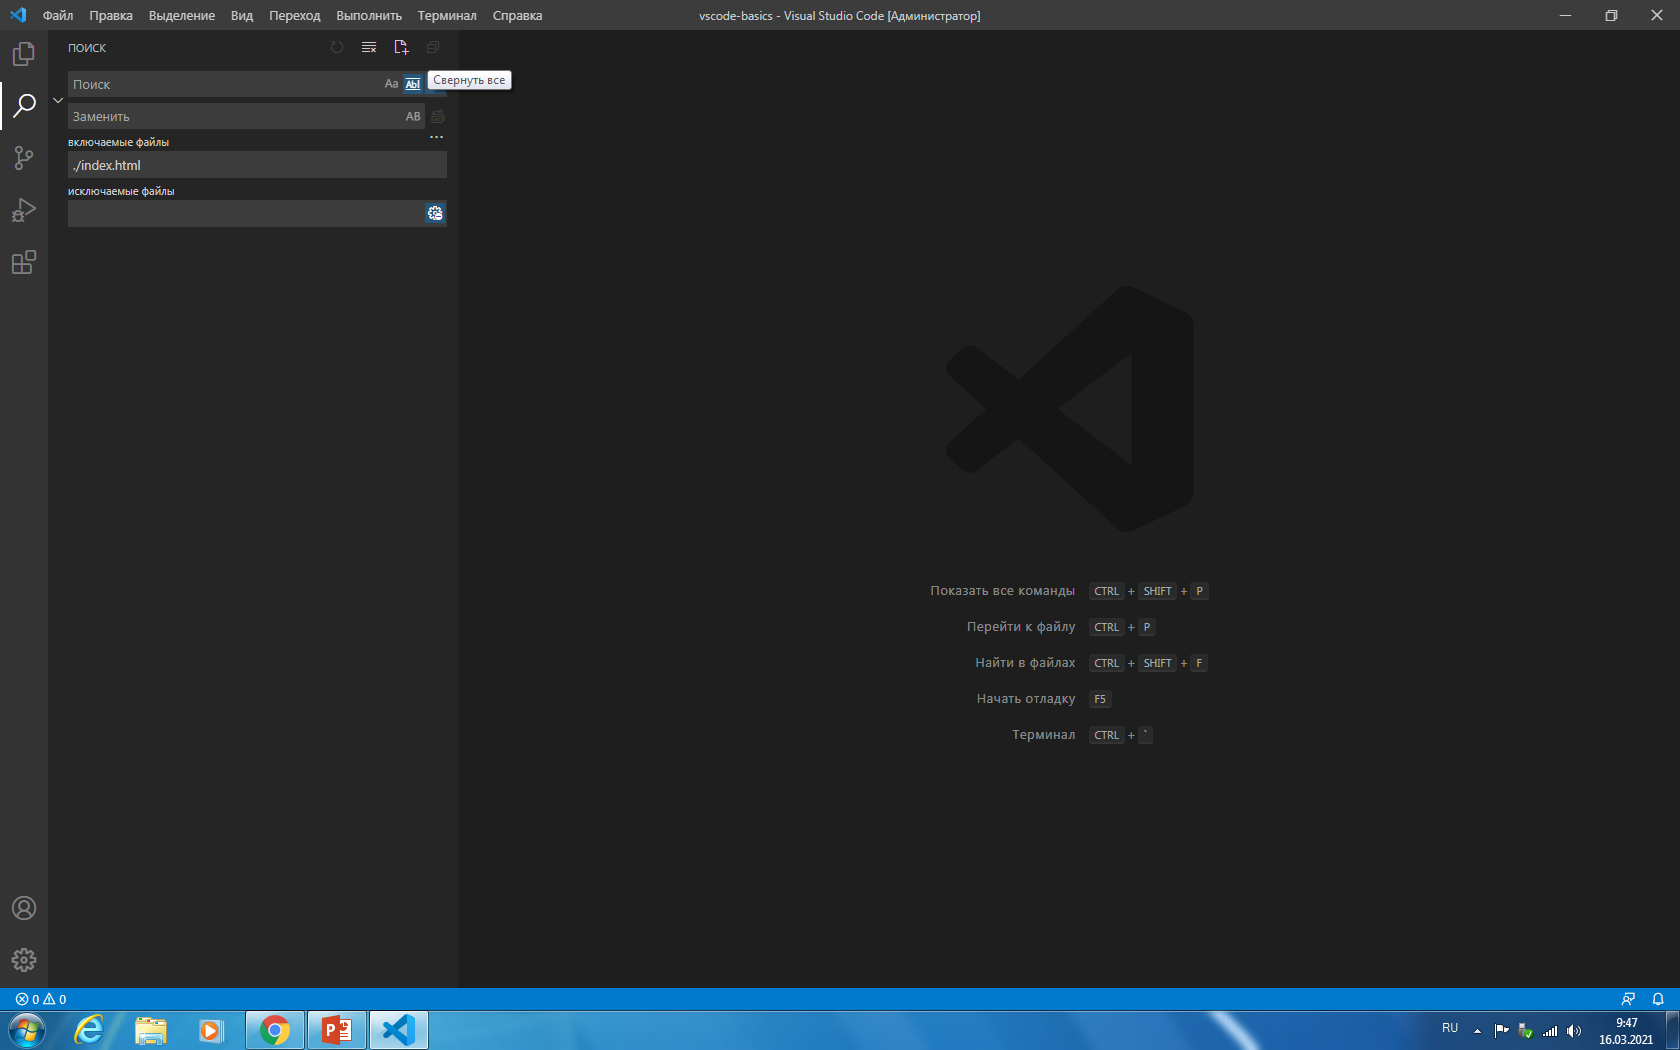 Файл Правка Выделение Вид Переход Выполнить Терминал Справка
vscode-basics - Visual Studio Code [Администратор]
ПОИСК
Свернуть все
Поиск Aa Abl
Заменить AB
включаемые файлы
./index.html
исключаемые файлы
Показать все команды CTRL + SHIFT + P
Перейти к файлу CTRL + P
Найти в файлах CTRL + SHIFT + F
Начать отладку F5
Терминал CTRL + `
0 0
RU
9:47
16.03.2021